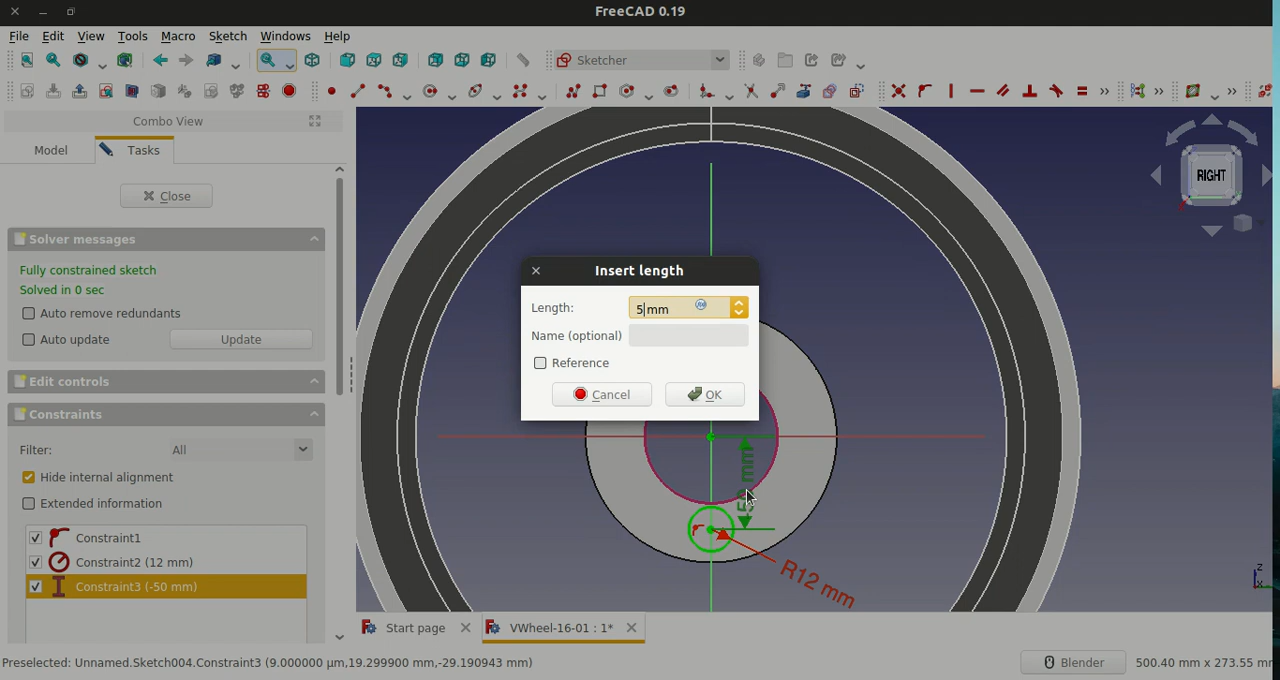 FreeCAD 0.19
File Edit View Tools Macro Sketch Windows Help
Sketcher
Combo View
Model Tasks
Close
Solver messages
Fully constrained sketch
Solved in 0 sec
Auto remove redundants
Auto update Update
Edit controls
Constraints
Filter: All
Hide internal alignment
Extended information
Constraint1
Constraint2 (12 mm)
Constraint3 (-50 mm)
RIGHT
Insert length
Length: 5 mm
Name (optional)
Reference
Cancel OK
R12 mm
Z
Start page VWheel-16-01 : 1*
Preselected: Unnamed.Sketch004.Constraint3 (9.000000 µm,19.299900 mm,-29.190943 mm) Blender 500.40 mm x 273.55 mm